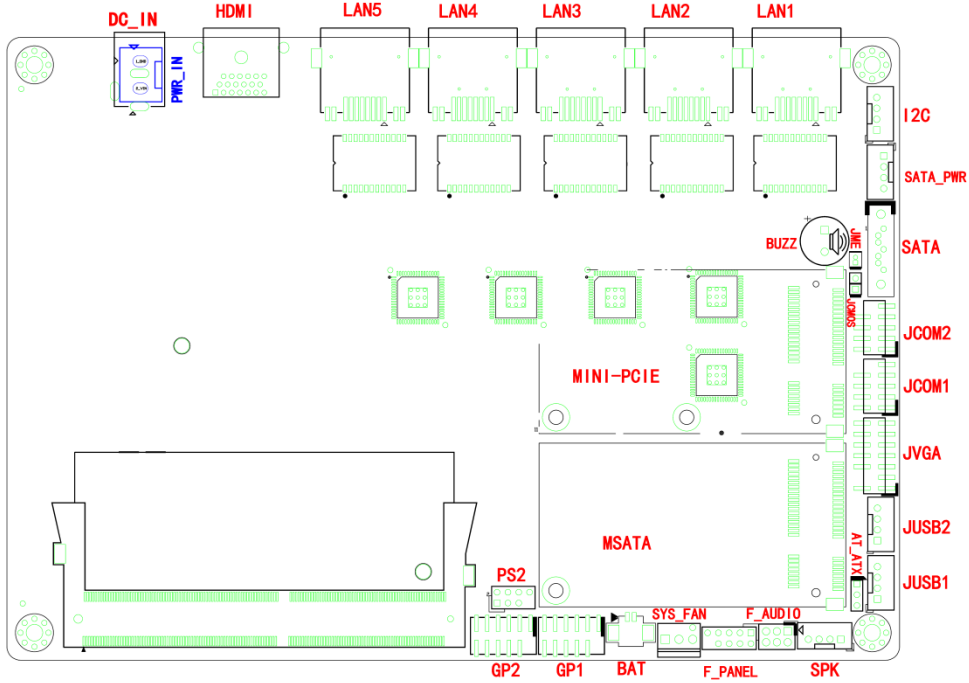 DC_IN
HDMI
LAN5
LAN4
LAN3
LAN2
LAN1
PWR_IN
I2C
SATA_PWR
BUZZ
JME
SATA
JCMOS
JCOM2
MINI-PCIE
JCOM1
JVGA
MSATA
JUSB2
AT_ATX
PS2
JUSB1
SYS_FAN
F_AUDIO
GP2
GP1
BAT
F_PANEL
SPK